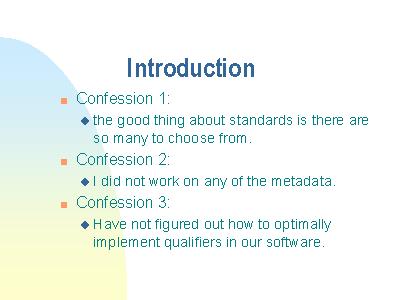 Introduction
Confession 1:
the good thing about standards is there are
so many to choose from.
Confession 2:
I did not work on any of the metadata.
Confession 3:
Have not figured out how to optimally
implement qualifiers in our software.